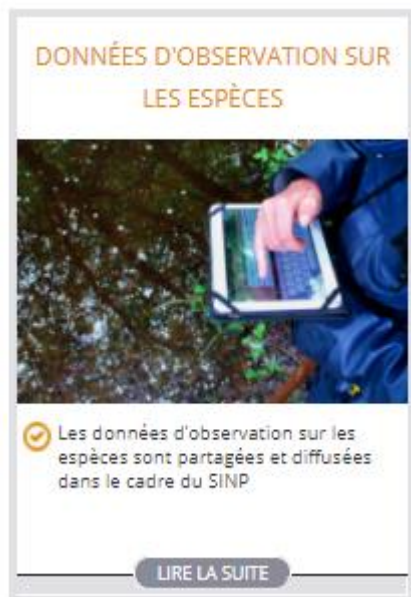 DONNÉES D'OBSERVATION SUR
LES ESPÈCES
Les données d'observation sur les
espèces sont partagées et diffusées
dans le cadre du SINP
LIRE LA SUITE